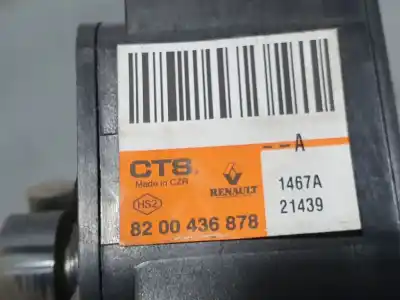 - - A
CTS.
Made in CZR
HS2
RENAULT
1467A
21439
82 00 436 878